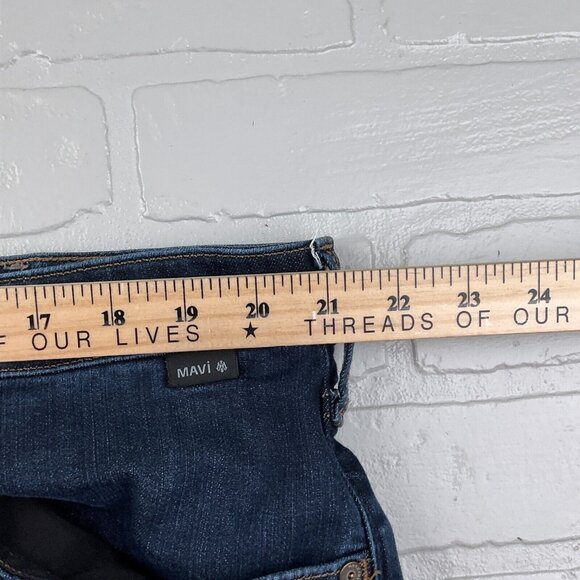 17 18 19 20 21 22 23 24
F OUR LIVES ★ THREADS OF OUR
MAVi